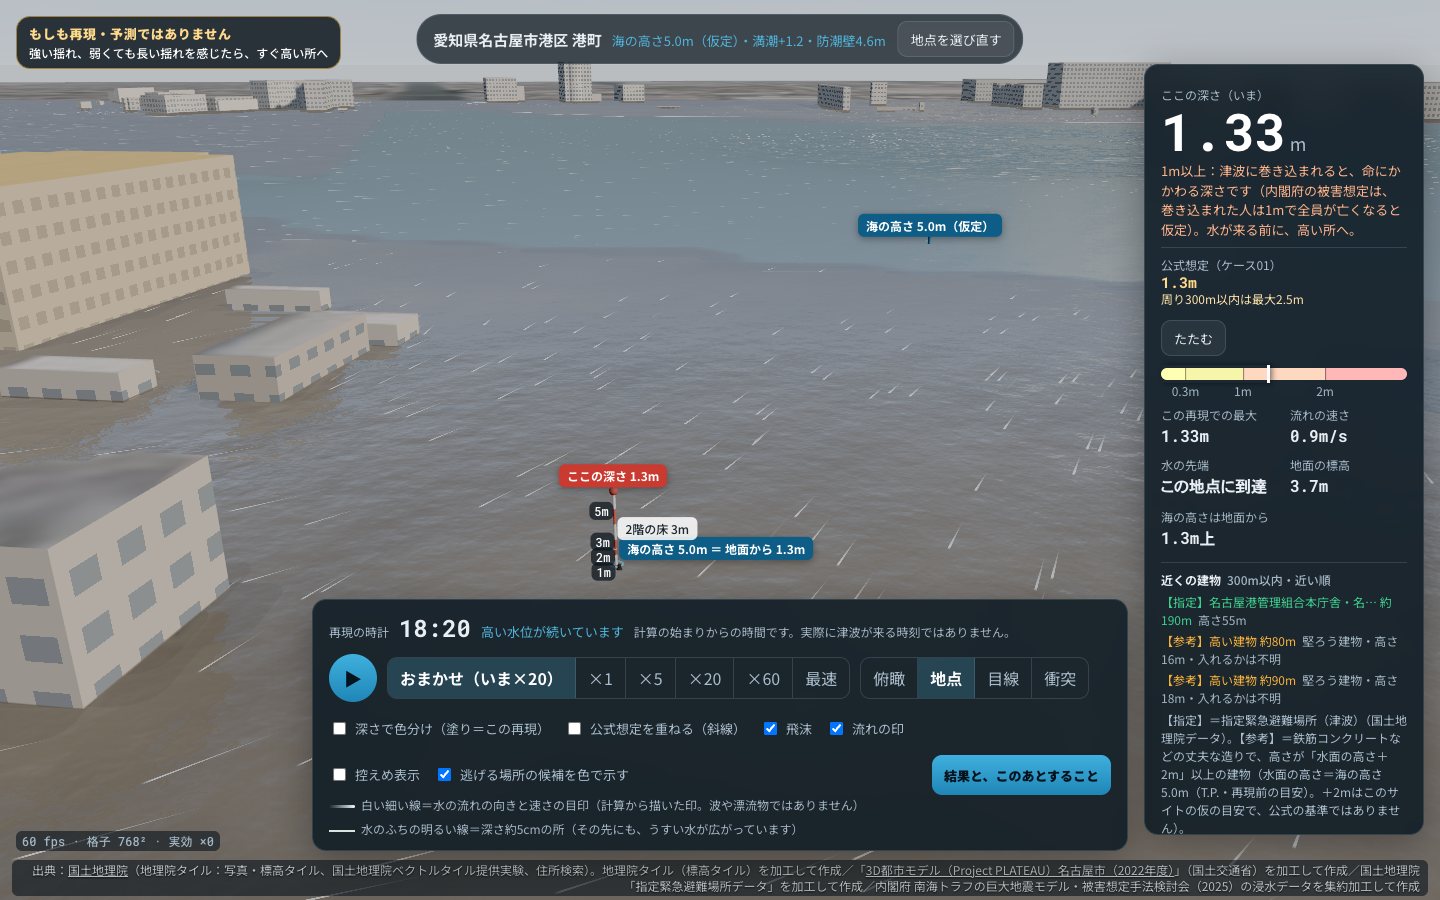 もしも再現・予測ではありません
強い揺れ、弱くても長い揺れを感じたら、すぐ高い所へ
愛知県名古屋市港区 港町 海の高さ5.0m（仮定）・満潮+1.2・防潮壁4.6m 地点を選び直す
ここの深さ（いま）
1.33 m
1m以上：津波に巻き込まれると、命にか
かわる深さです（内閣府の被害想定は、
巻き込まれた人は1mで全員が亡くなると
仮定）。水が来る前に、高い所へ。
公式想定（ケース01）
1.3m
周り300m以内は最大2.5m
たたむ
0.3m 1m 2m
この再現での最大 流れの速さ
1.33m 0.9m/s
水の先端 地面の標高
この地点に到達 3.7m
海の高さは地面から
1.3m上
近くの建物 300m以内・近い順
【指定】名古屋港管理組合本庁舎・名… 約
190m 高さ55m
【参考】高い建物 約80m 堅ろう建物・高さ
16m・入れるかは不明
【参考】高い建物 約90m 堅ろう建物・高さ
18m・入れるかは不明
【指定】＝指定緊急避難場所（津波）（国土地
理院データ）。【参考】＝鉄筋コンクリートな
どの丈夫な造りで、高さが「水面の高さ＋
2m」以上の建物（水面の高さ＝海の高さ
5.0m（T.P.・再現前の目安）。＋2mはこのサ
イトの仮の目安で、公式の基準ではありませ
ん）。
海の高さ 5.0m（仮定）
ここの深さ 1.3m
5m
2階の床 3m
3m
海の高さ 5.0m ＝ 地面から 1.3m
2m
1m
再現の時計 18:20 高い水位が続いています 計算の始まりからの時間です。実際に津波が来る時刻ではありません。
おまかせ（いま×20） ×1 ×5 ×20 ×60 最速 俯瞰 地点 目線 衝突
深さで色分け（塗り＝この再現） 公式想定を重ねる（斜線） 飛沫 流れの印
控えめ表示 逃げる場所の候補を色で示す 結果と、このあとすること
白い細い線＝水の流れの向きと速さの目印（計算から描いた印。波や漂流物ではありません）
水のふちの明るい線＝深さ約5cmの所（その先にも、うすい水が広がっています）
60 fps · 格子 768² · 実効 ×0
出典：国土地理院（地理院タイル：写真・標高タイル、国土地理院ベクトルタイル提供実験、住所検索）。地理院タイル（標高タイル）を加工して作成／「3D都市モデル（Project PLATEAU）名古屋市（2022年度）」（国土交通省）を加工して作成／国土地理院
「指定緊急避難場所データ」を加工して作成／内閣府 南海トラフの巨大地震モデル・被害想定手法検討会（2025）の浸水データを集約加工して作成